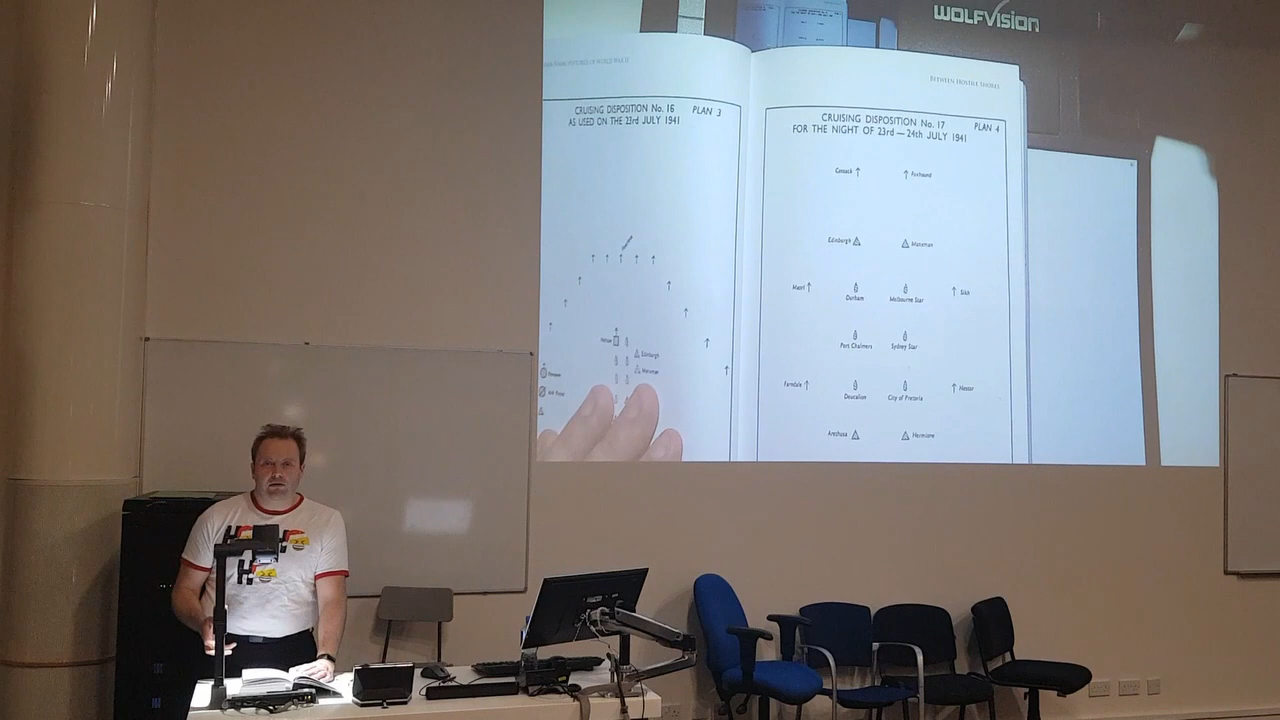 WOLFVISION
BETWEEN HOSTILE SHORES
CRUISING DISPOSITION No. 16
AS USED ON THE 23rd JULY 1941
PLAN 3
Edinburgh
Manxman
CRUISING DISPOSITION No. 17
FOR THE NIGHT OF 23rd — 24th JULY 1941
PLAN 4
Cossack
Foxhound
Edinburgh
Manxman
Maori
Durham
Melbourne Star
Sikh
Port Chalmers
Sydney Star
Farndale
Deucalion
City of Pretoria
Nestor
Arethusa
Hermione